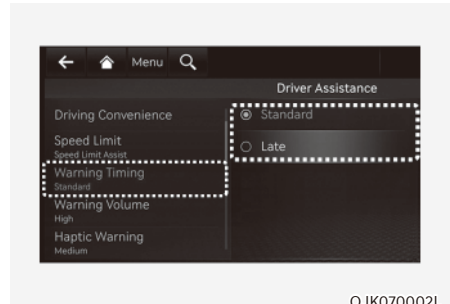 Menu
Driver Assistance
Driving Convenience
Standard
Speed Limit
Speed Limit Assist
Late
Warning Timing
Standard
Warning Volume
High
Haptic Warning
Medium
OJK070002L